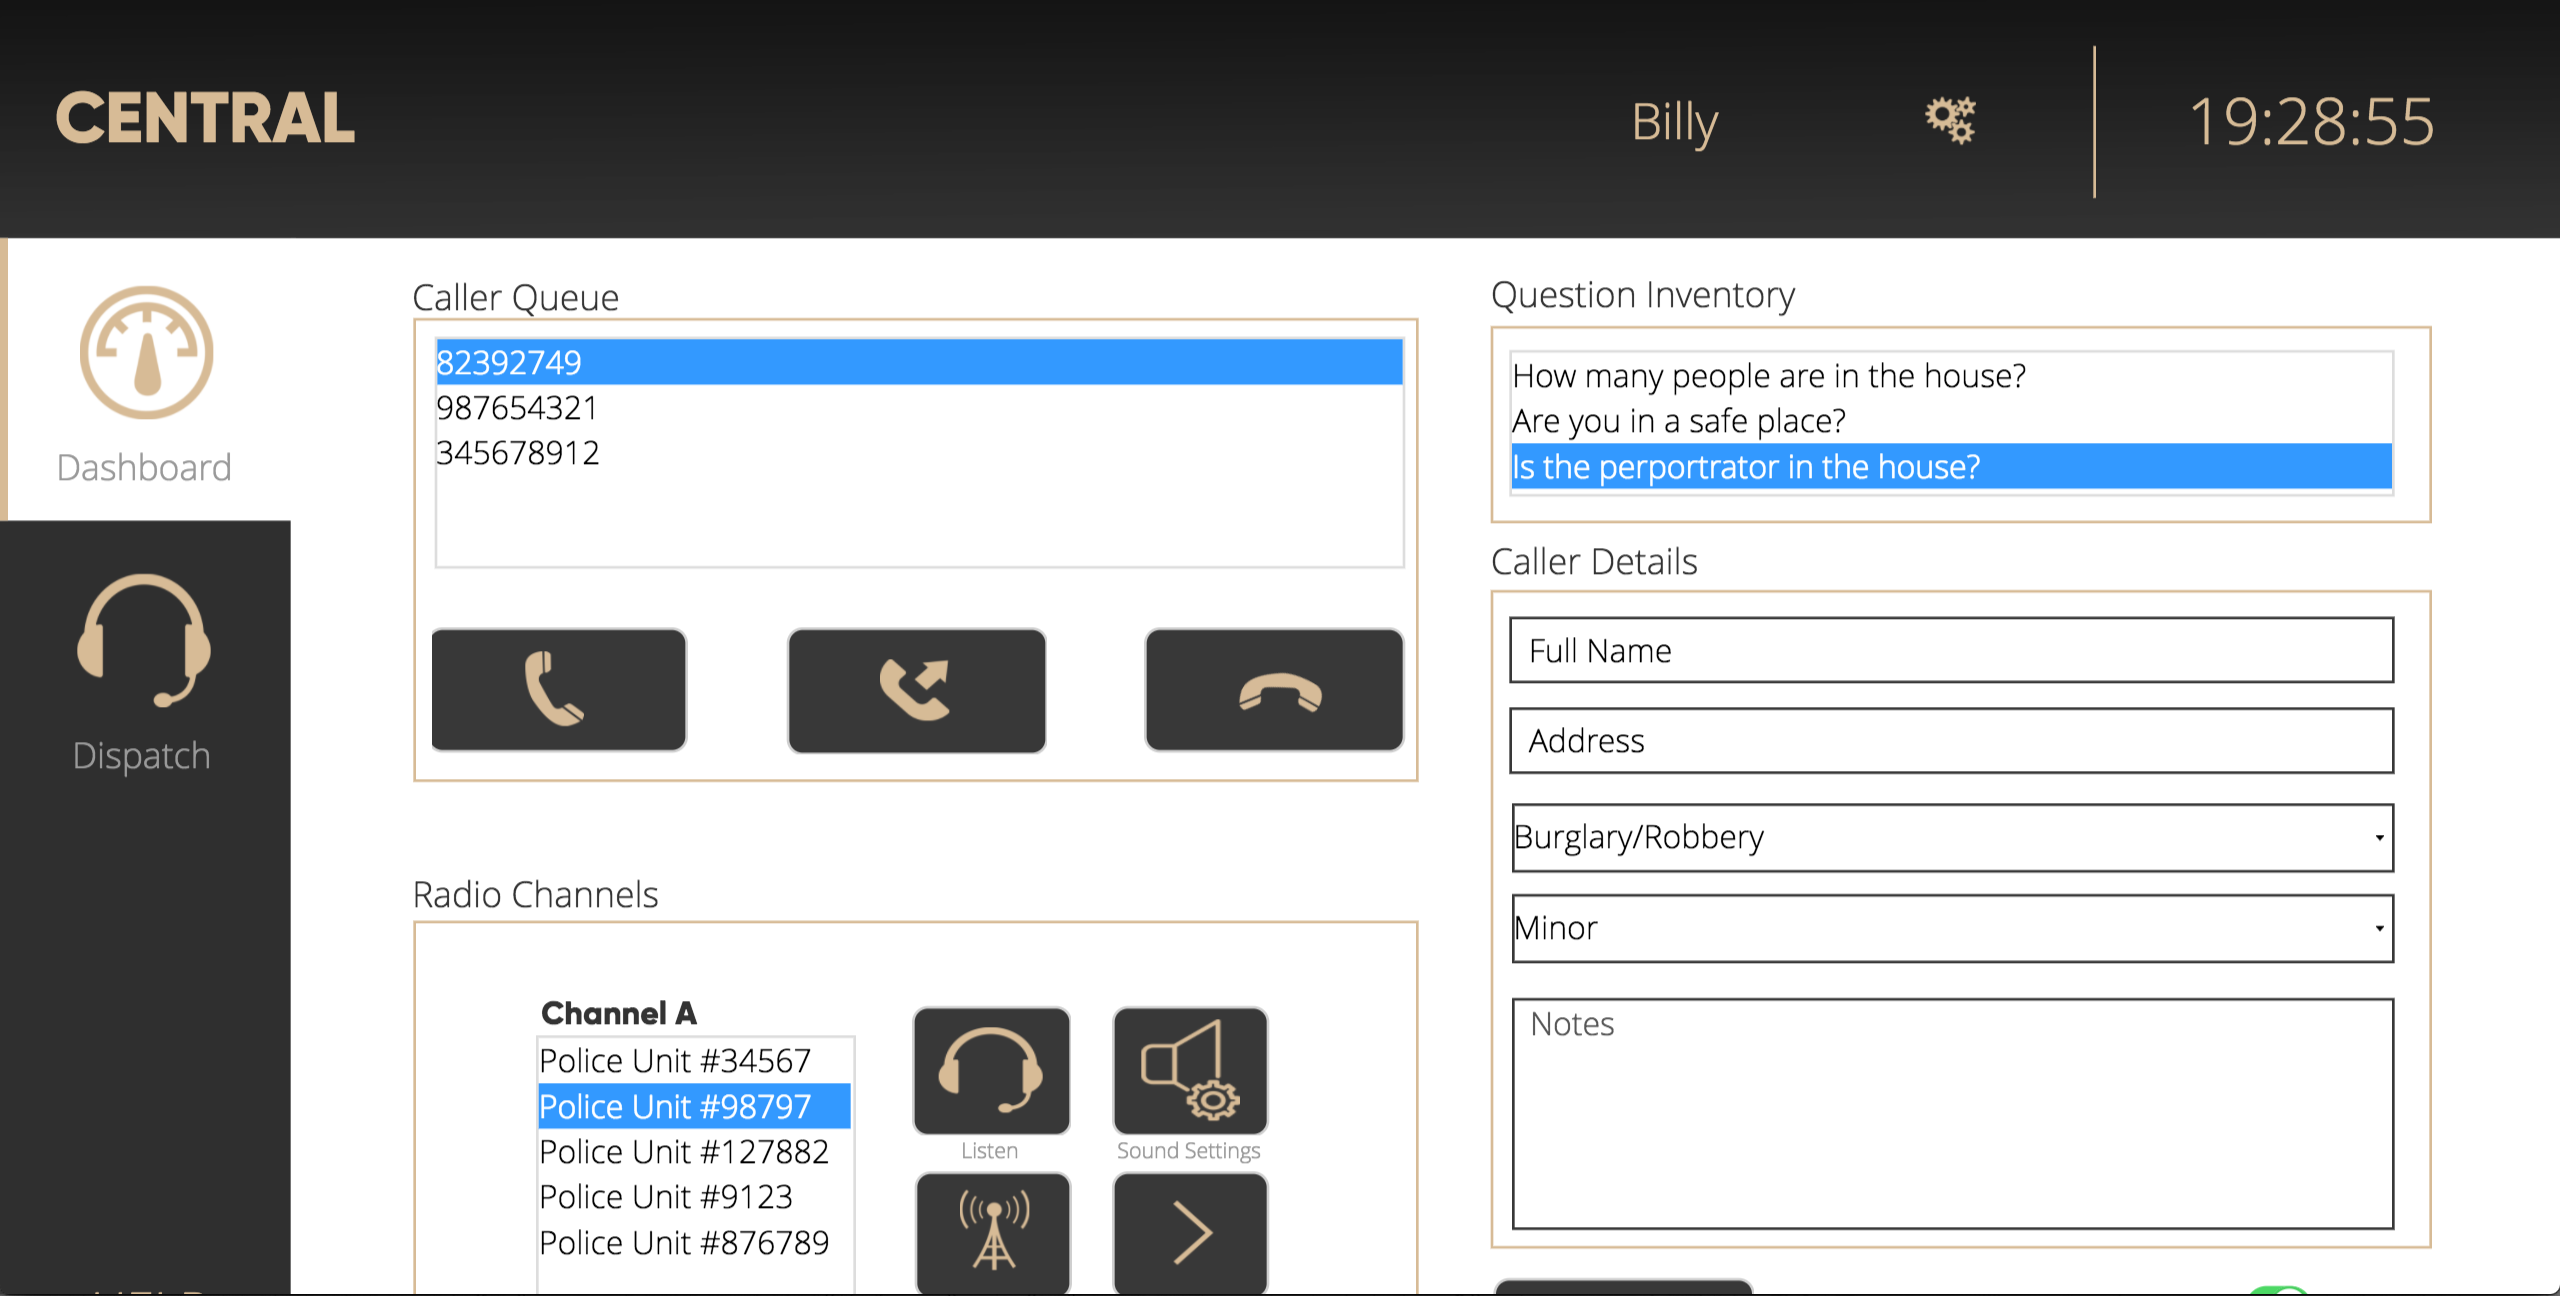 CENTRAL
Billy
19:28:55
Dashboard
Dispatch
Caller Queue
82392749
987654321
345678912
Radio Channels
Channel A
Police Unit #34567
Police Unit #98797
Police Unit #127882
Police Unit #9123
Police Unit #876789
Listen
Sound Settings
Question Inventory
How many people are in the house?
Are you in a safe place?
Is the perportrator in the house?
Caller Details
Full Name
Address
Burglary/Robbery
Minor
Notes